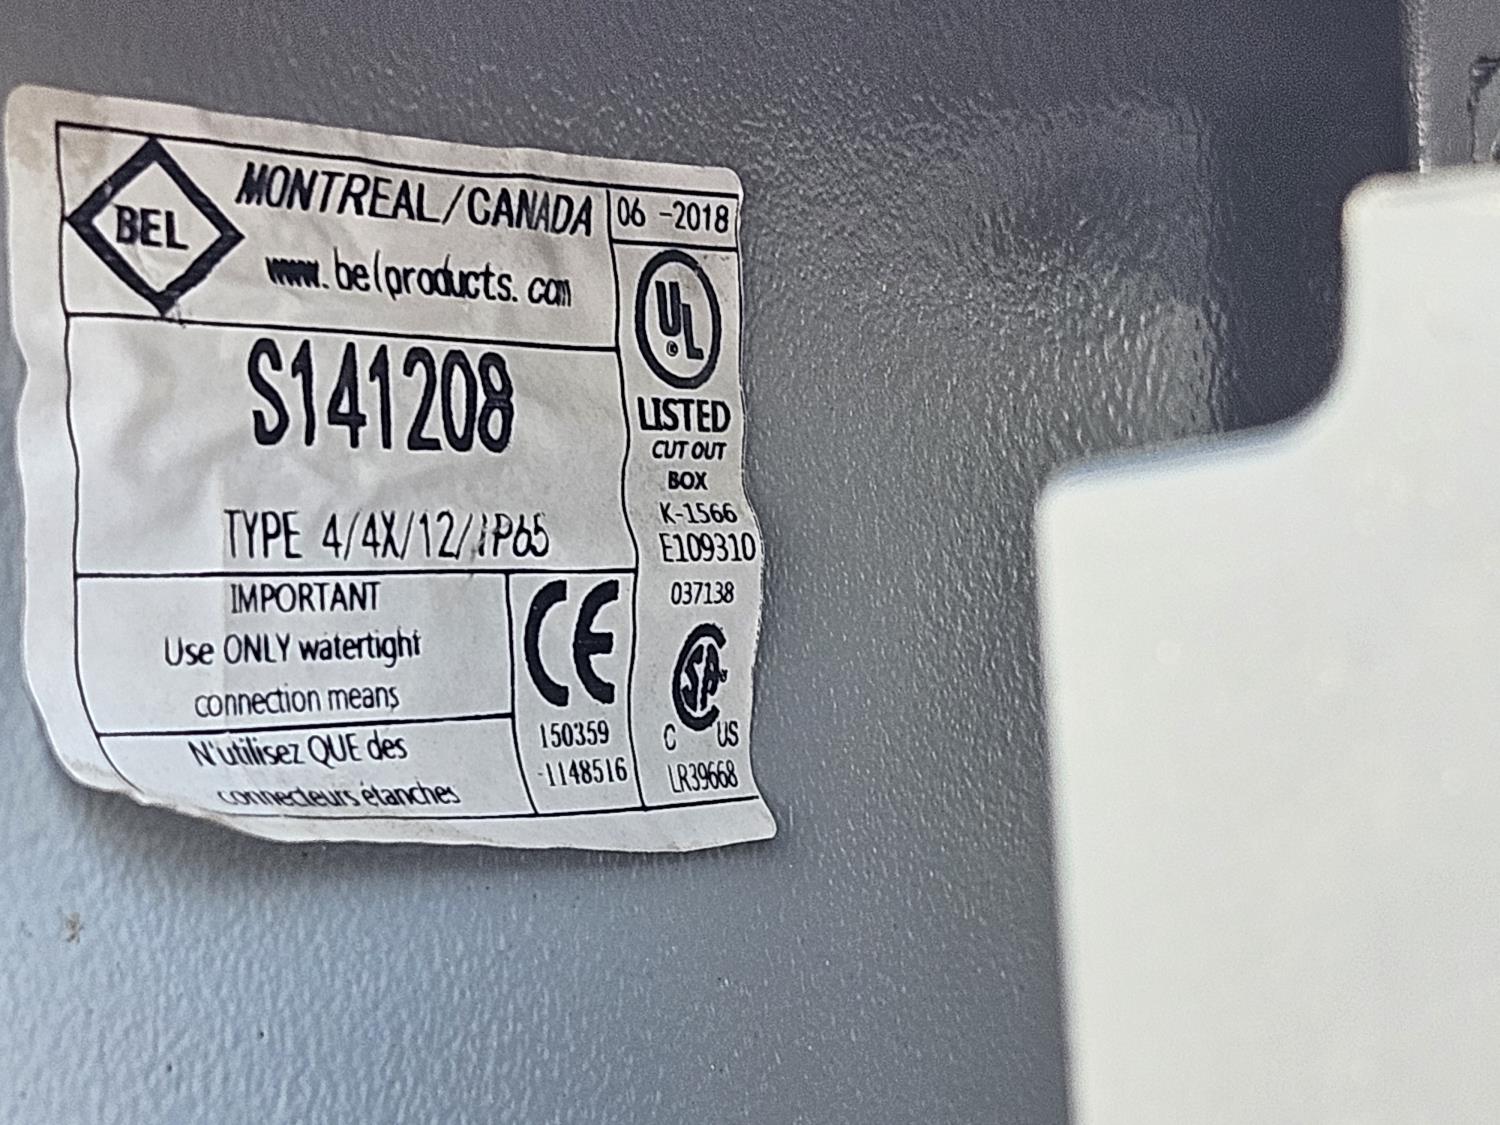 BEL
MONTREAL/CANADA
www.belproducts.com
06 -2018
S141208
TYPE 4/4X/12/IP65
UL
LISTED
CUT OUT
BOX
K-1566
E109310
037138
SA
C US
LR39668
IMPORTANT
Use ONLY watertight
connection means
N'utilisez QUE des
connecteurs étanches
CE
150359
-1148516